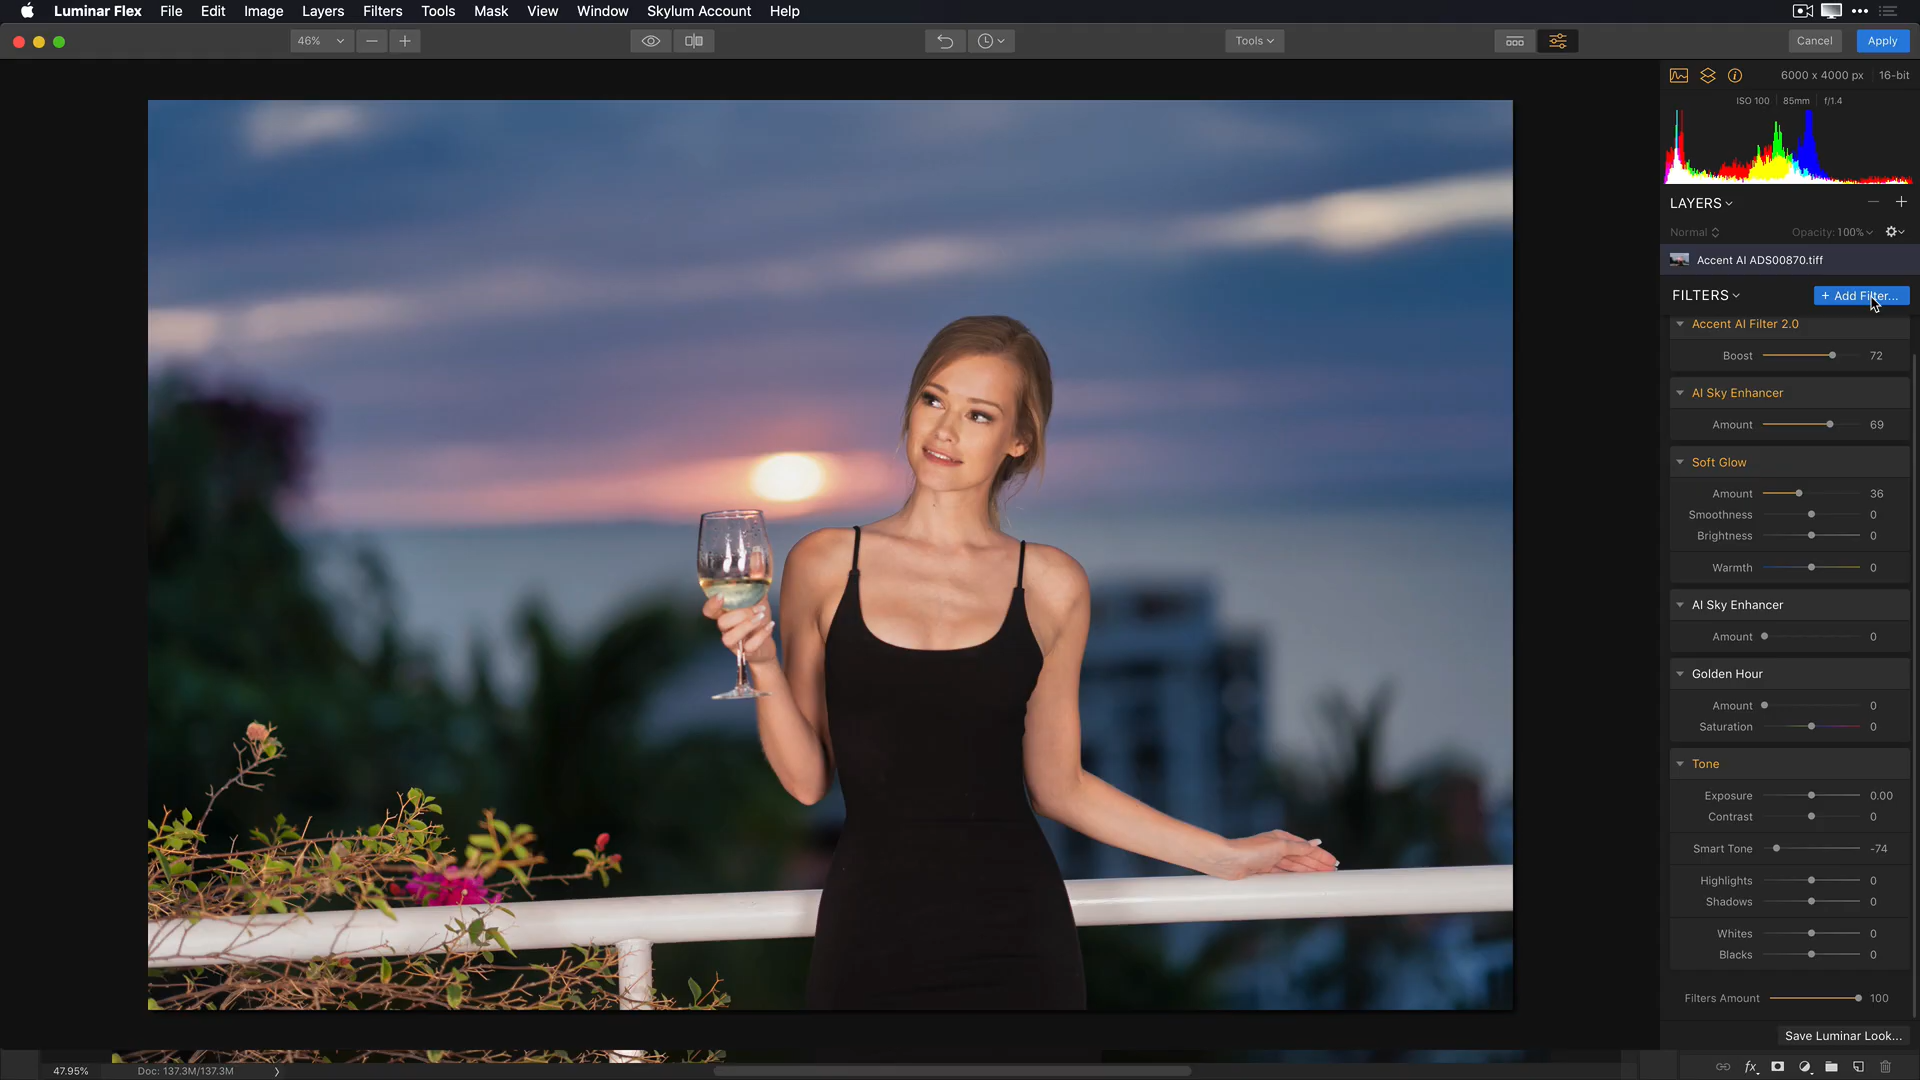 Luminar Flex File Edit Image Layers Filters Tools Mask View Window Skylum Account Help
46% Tools Cancel Apply
6000 x 4000 px 16-bit
ISO 100 85mm f/1.4
LAYERS
Normal Opacity: 100%
Accent AI ADS00870.tiff
FILTERS + Add Filter...
Accent AI Filter 2.0
Boost 72
AI Sky Enhancer
Amount 69
Soft Glow
Amount 36
Smoothness 0
Brightness 0
Warmth 0
AI Sky Enhancer
Amount 0
Golden Hour
Amount 0
Saturation 0
Tone
Exposure 0.00
Contrast 0
Smart Tone -74
Highlights 0
Shadows 0
Whites 0
Blacks 0
Filters Amount 100
Save Luminar Look...
47.95% Doc: 137.3M/137.3M fx